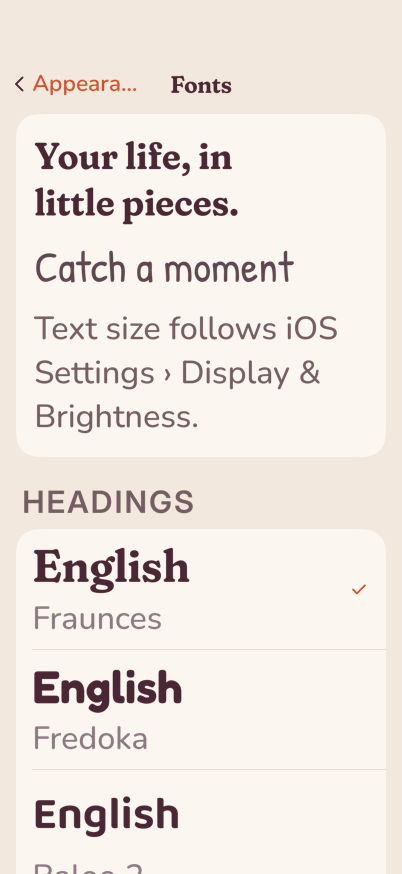 Appeara...
Fonts
Your life, in
little pieces.
Catch a moment
Text size follows iOS
Settings › Display &
Brightness.
HEADINGS
English
Fraunces
English
Fredoka
English